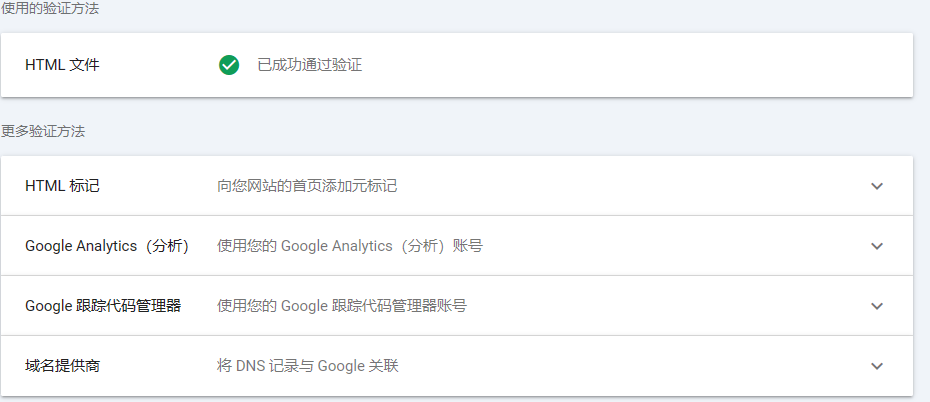 使用的验证方法
HTML 文件 已成功通过验证
更多验证方法
HTML 标记 向您网站的首页添加元标记
Google Analytics（分析） 使用您的 Google Analytics（分析）账号
Google 跟踪代码管理器 使用您的 Google 跟踪代码管理器账号
域名提供商 将 DNS 记录与 Google 关联